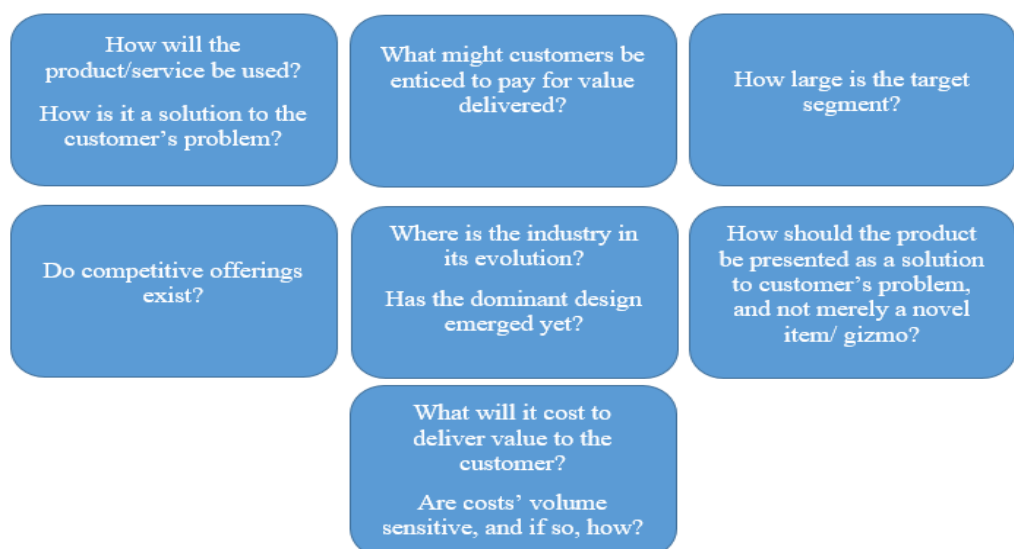 How will the
product/service be used?
How is it a solution to the
customer’s problem?
What might customers be
enticed to pay for value
delivered?
How large is the target
segment?
Do competitive offerings
exist?
Where is the industry in
its evolution?
Has the dominant design
emerged yet?
How should the product
be presented as a solution
to customer’s problem,
and not merely a novel
item/ gizmo?
What will it cost to
deliver value to the
customer?
Are costs’ volume
sensitive, and if so, how?